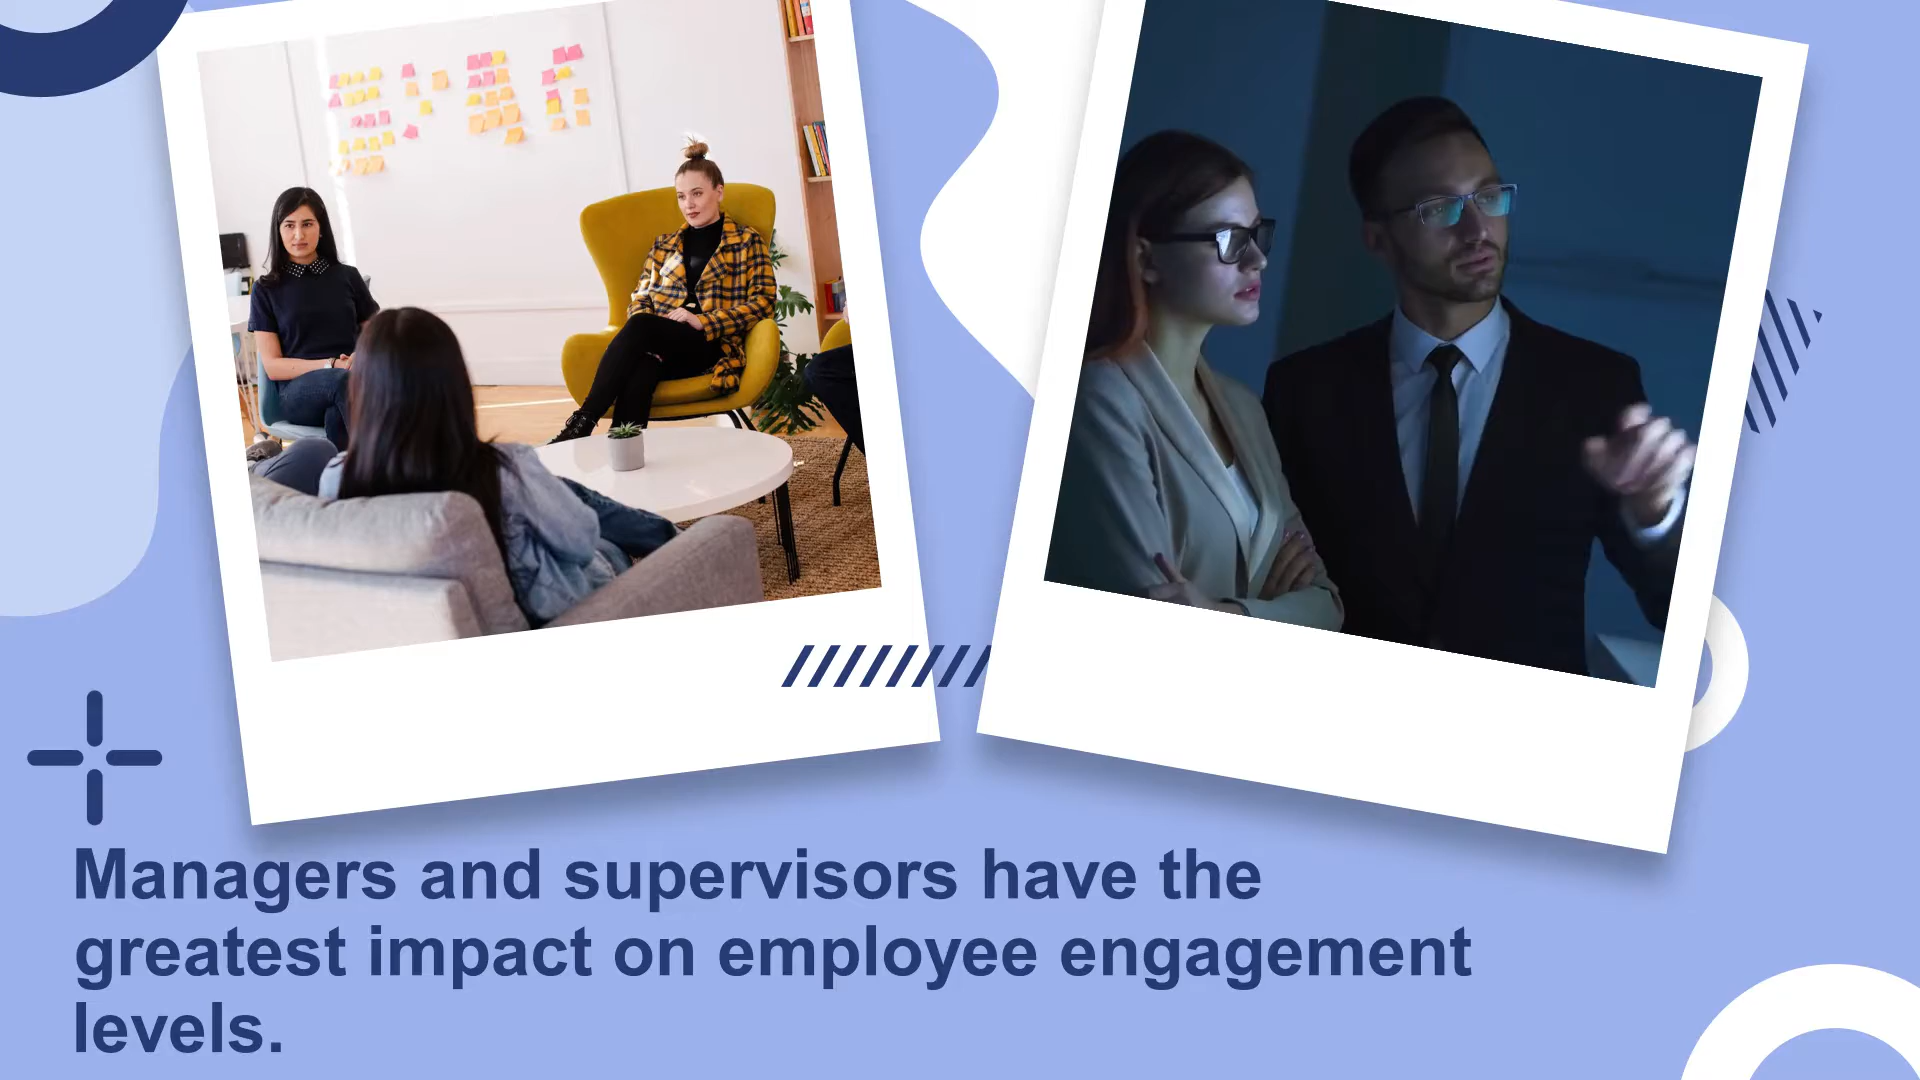 Managers and supervisors have the
greatest impact on employee engagement
levels.